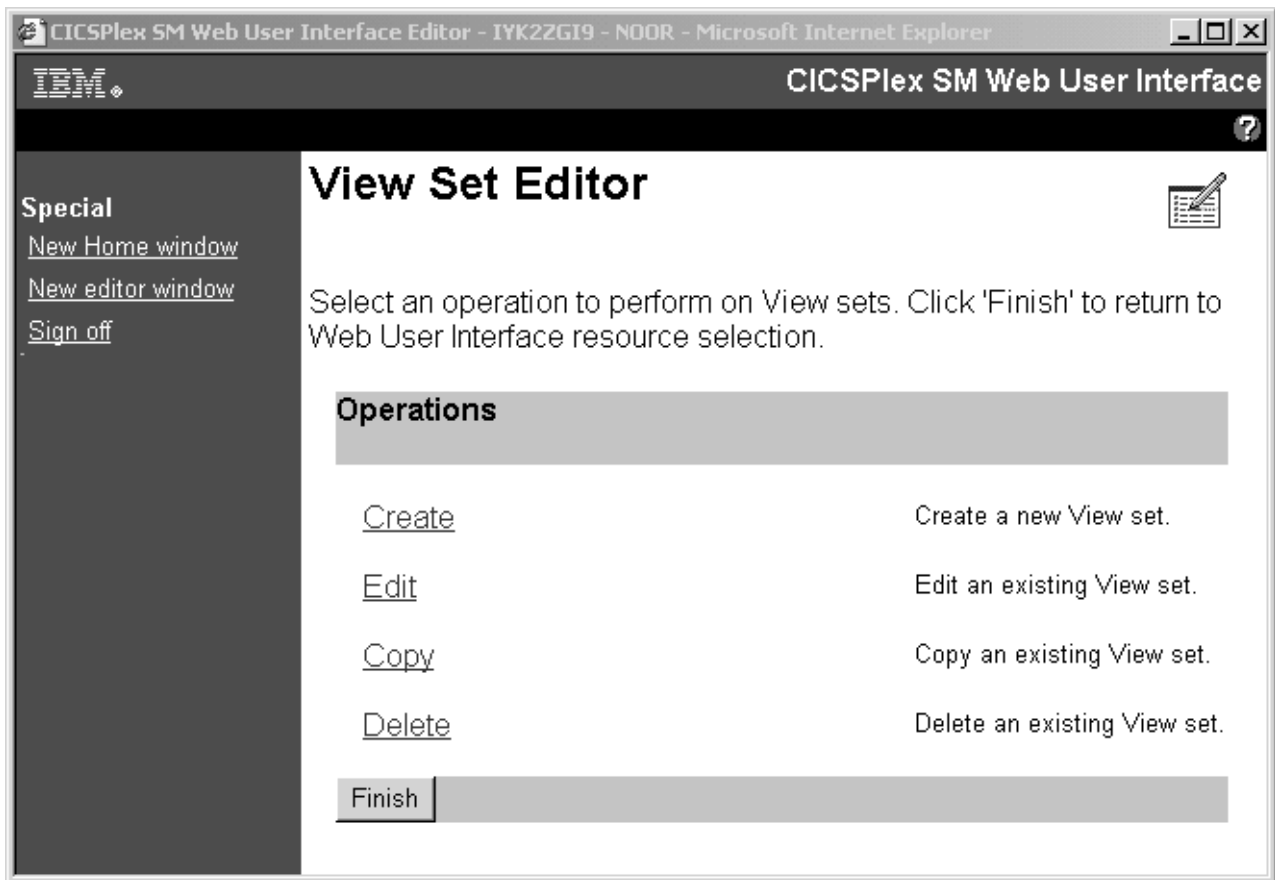 CICSPlex SM Web User Interface Editor - IYK2ZGI9 - NOOR - Microsoft Internet Explorer
IBM®
CICSPlex SM Web User Interface
?
Special
New Home window
New editor window
Sign off
View Set Editor
Select an operation to perform on View sets. Click 'Finish' to return to
Web User Interface resource selection.
Operations
Create Create a new View set.
Edit Edit an existing View set.
Copy Copy an existing View set.
Delete Delete an existing View set.
Finish